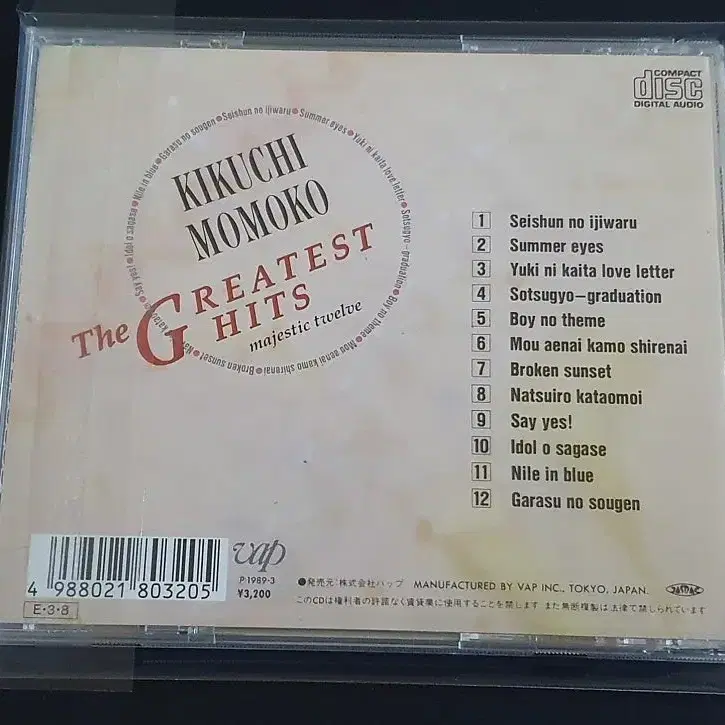 COMPACT
disc
DIGITAL AUDIO
Seishun no ijiwaru●Summer eyes●Yuki ni kaita love letter●Sotsugyo–graduation●Boy no theme●Mou aenai kamo shirenai●Broken sunset●
kataomoi●Say yes!●Idol o sagase●Nile in blue●Garasu no sougen●
KIKUCHI
MOMOKO
The GREATEST
HITS
majestic twelve
1 Seishun no ijiwaru
2 Summer eyes
3 Yuki ni kaita love letter
4 Sotsugyo–graduation
5 Boy no theme
6 Mou aenai kamo shirenai
7 Broken sunset
8 Natsuiro kataomoi
9 Say yes!
10 Idol o sagase
11 Nile in blue
12 Garasu no sougen
4 988021 803205
E・3・8
vap
P 1989・3
¥3,200
●発売元:株式会社バップ MANUFACTURED BY VAP INC., TOKYO, JAPAN.
JASRAC
このCDは権利者の許諾なく賃貸業に使用することを禁じます また無断複製は法律で禁じられています